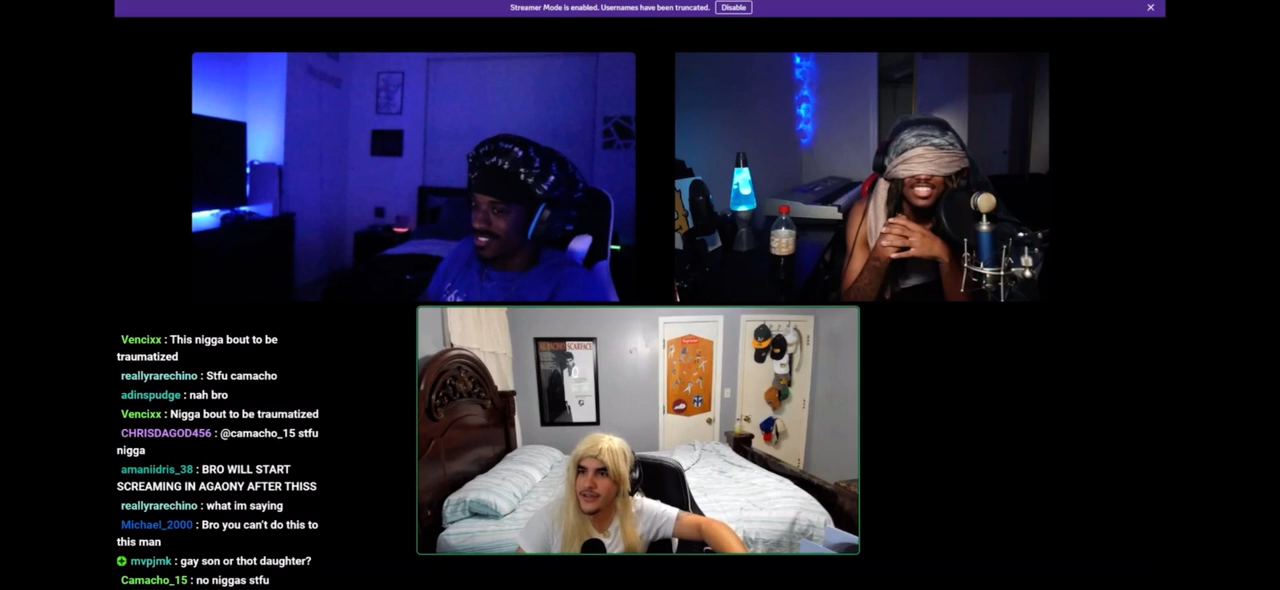 Streamer Mode is enabled. Usernames have been truncated. Disable
SCARFACE
Supreme
Vencixx : This nigga bout to be
traumatized
reallyrarechino : Stfu camacho
adinspudge : nah bro
Vencixx : Nigga bout to be traumatized
CHRISDAGOD456 : @camacho_15 stfu
nigga
amaniidris_38 : BRO WILL START
SCREAMING IN AGAONY AFTER THISS
reallyrarechino : what im saying
Michael_2000 : Bro you can't do this to
this man
mvpjmk : gay son or thot daughter?
Camacho_15 : no niggas stfu